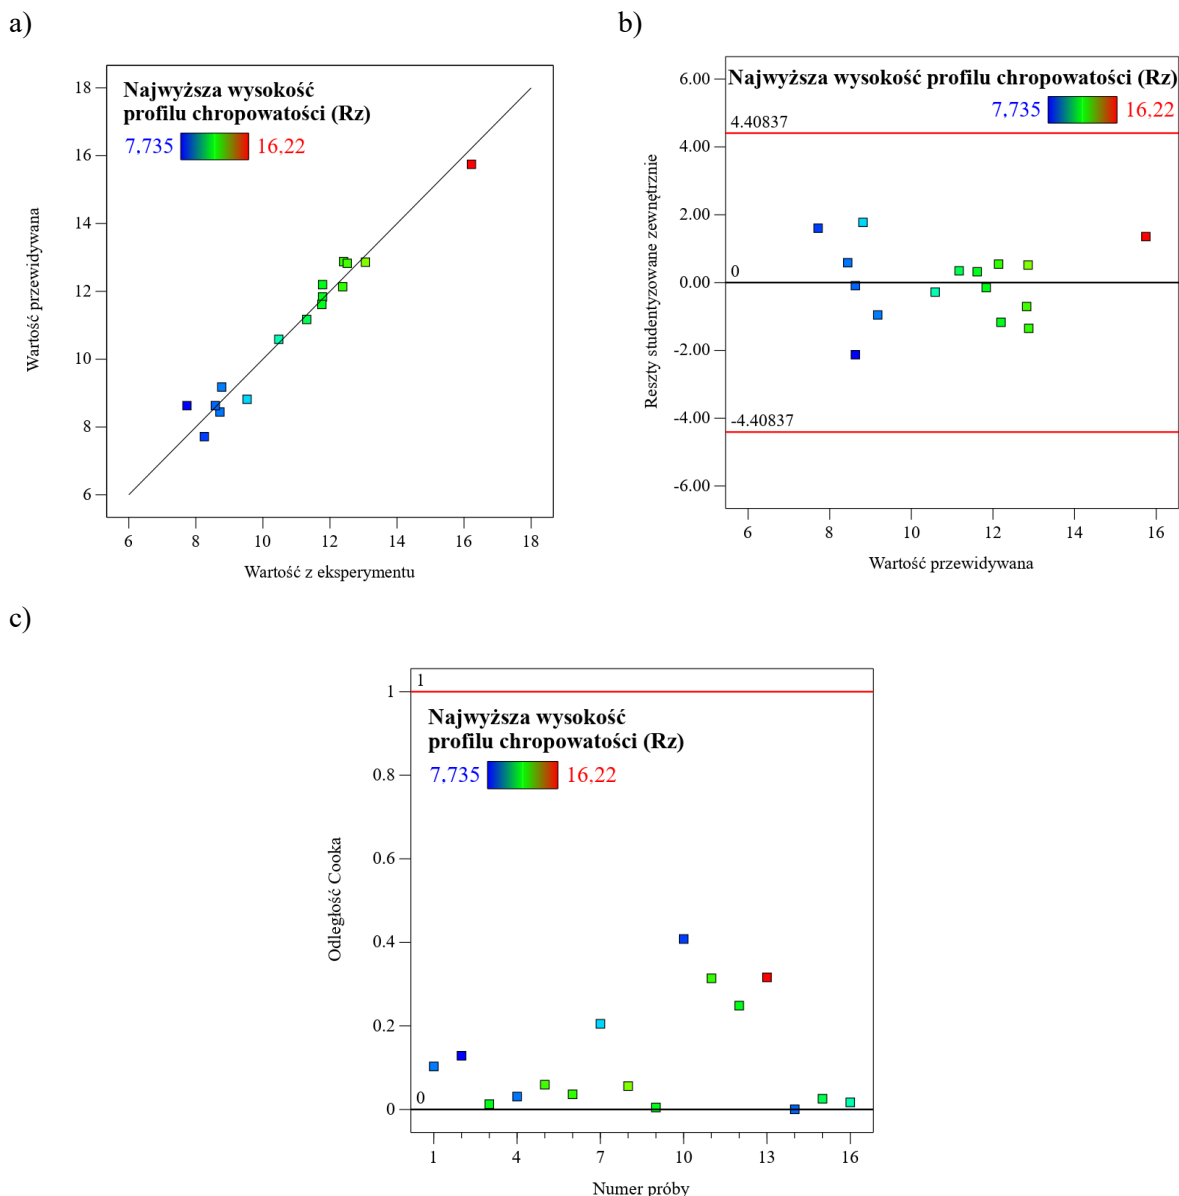 a)
Najwyższa wysokość
profilu chropowatości (Rz)
7,735 16,22
18
16
14
12
10
8
6
6 8 10 12 14 16 18
Wartość przewidywana
Wartość z eksperymentu
b)
Najwyższa wysokość profilu chropowatości (Rz)
7,735 16,22
6.00
4.00
2.00
0.00
-2.00
-4.00
-6.00
4.40837
0
-4.40837
6 8 10 12 14 16
Reszty studentyzowane zewnętrznie
Wartość przewidywana
c)
1
Najwyższa wysokość
profilu chropowatości (Rz)
7,735 16,22
1
0.8
0.6
0.4
0.2
0
0
1 4 7 10 13 16
Odległość Cooka
Numer próby